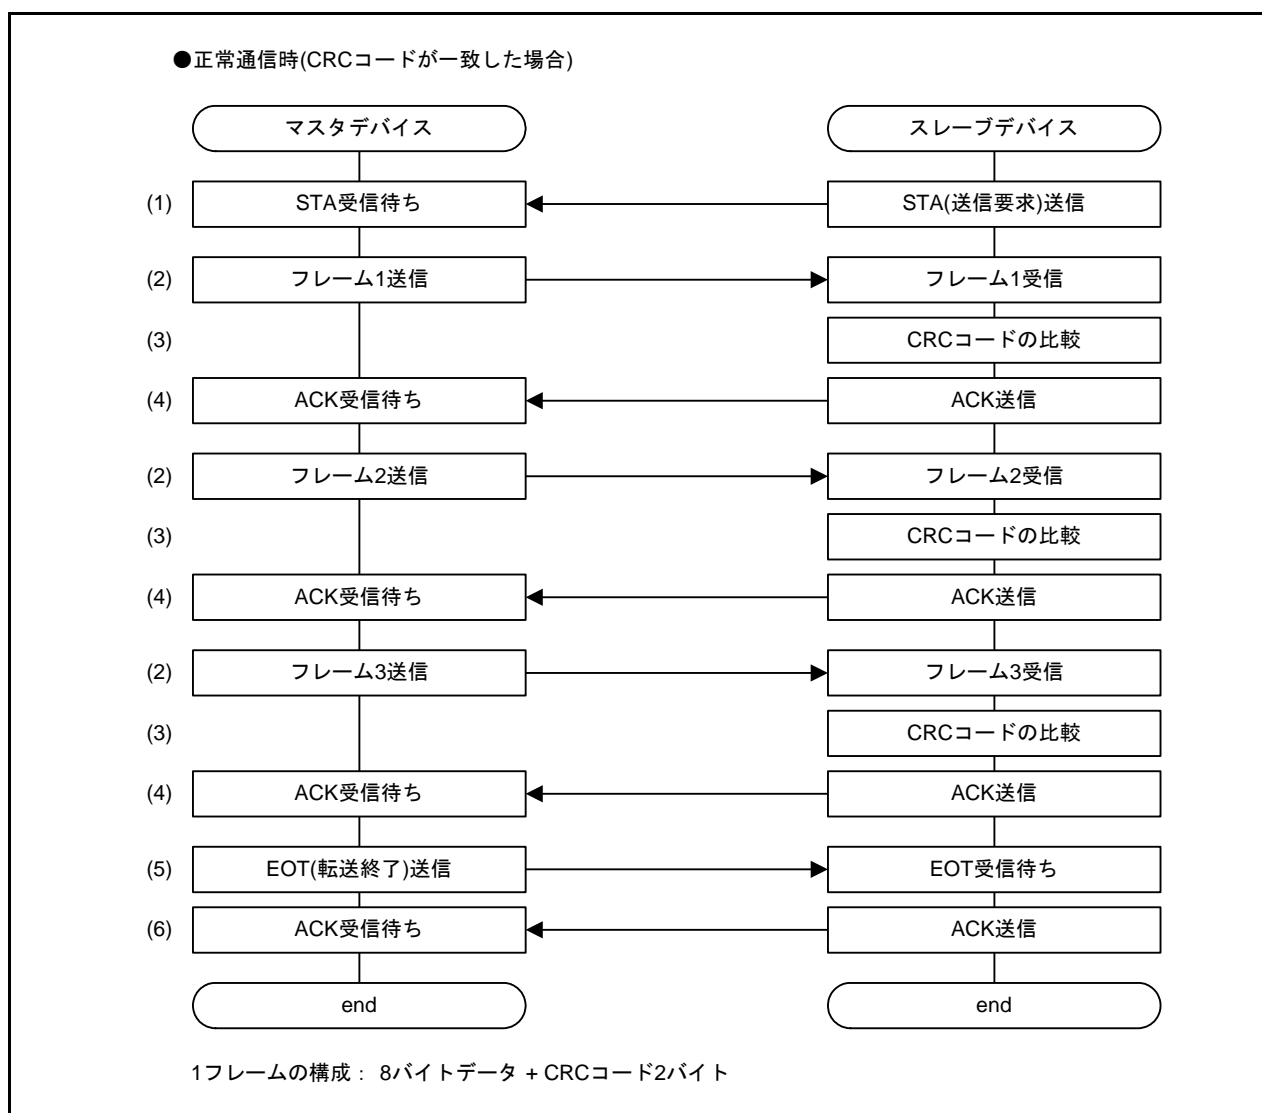 ●正常通信時(CRCコードが一致した場合)
マスタデバイス スレーブデバイス
(1) STA受信待ち STA(送信要求)送信
(2) フレーム1送信 フレーム1受信
(3) CRCコードの比較
(4) ACK受信待ち ACK送信
(2) フレーム2送信 フレーム2受信
(3) CRCコードの比較
(4) ACK受信待ち ACK送信
(2) フレーム3送信 フレーム3受信
(3) CRCコードの比較
(4) ACK受信待ち ACK送信
(5) EOT(転送終了)送信 EOT受信待ち
(6) ACK受信待ち ACK送信
end end
1フレームの構成： 8バイトデータ + CRCコード2バイト